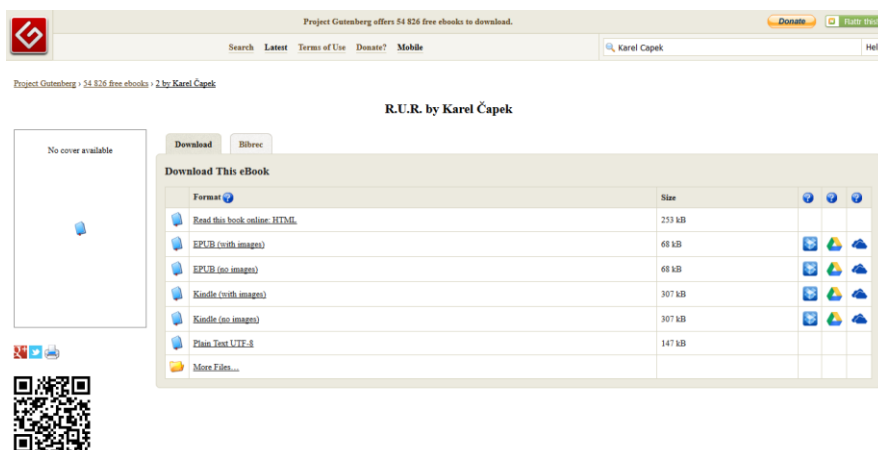 Project Gutenberg offers 54 826 free ebooks to download.
Donate
Flattr this!
Search Latest Terms of Use Donate? Mobile
Karel Capek
Hel
Project Gutenberg › 54 826 free ebooks › 2 by Karel Čapek
R.U.R. by Karel Čapek
No cover available
Download Bibrec
Download This eBook
Format ? Size ? ? ?
Read this book online: HTML 253 kB
EPUB (with images) 68 kB
EPUB (no images) 68 kB
Kindle (with images) 307 kB
Kindle (no images) 307 kB
Plain Text UTF-8 147 kB
More Files...